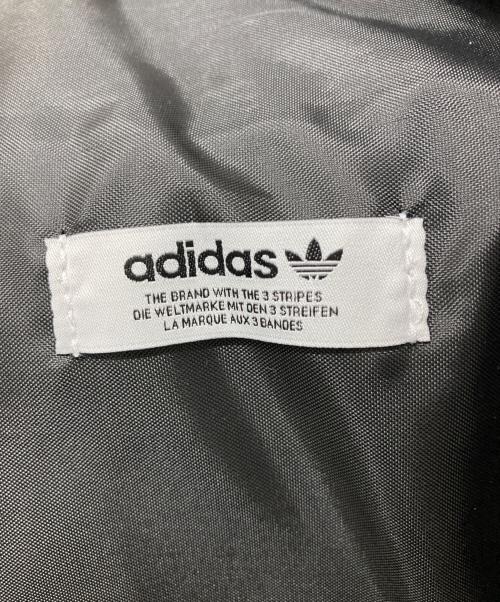 adidas
THE BRAND WITH THE 3 STRIPES
DIE WELTMARKE MIT DEN 3 STREIFEN
LA MARQUE AUX 3 BANDES